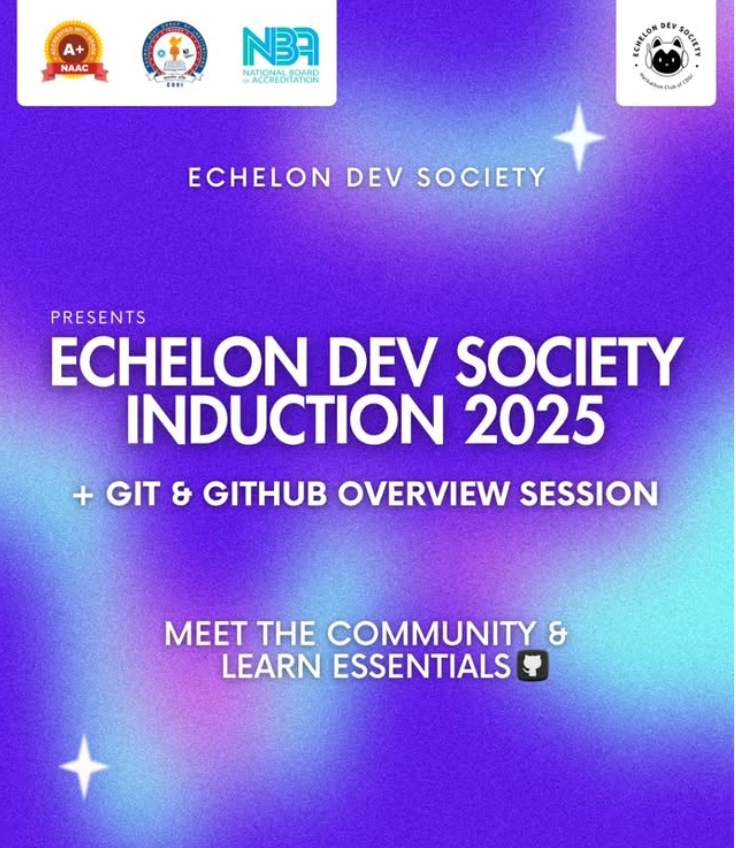 A+
NAAC
NBA
NATIONAL BOARD
OF ACCREDITATION
ECHELON DEV SOCIETY
ECHELON DEV SOCIETY
PRESENTS
ECHELON DEV SOCIETY
INDUCTION 2025
+ GIT & GITHUB OVERVIEW SESSION
MEET THE COMMUNITY &
LEARN ESSENTIALS